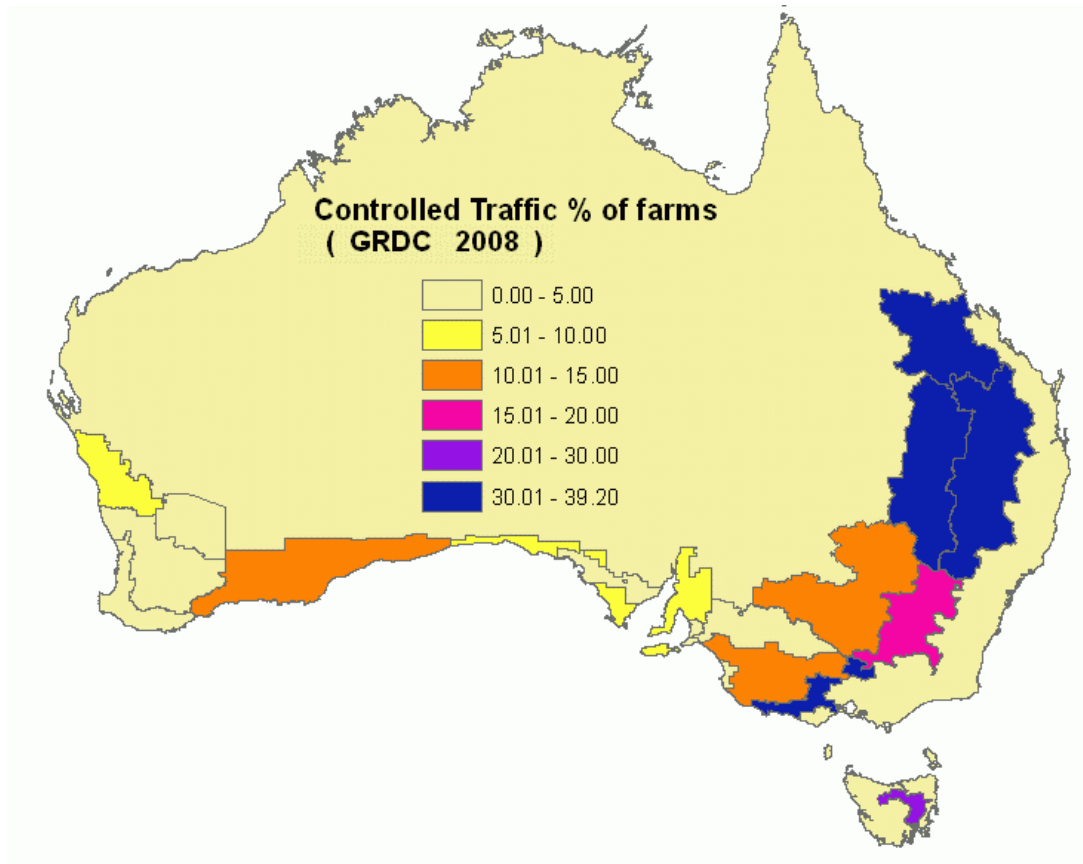 Controlled Traffic % of farms
( GRDC 2008 )
0.00 - 5.00
5.01 - 10.00
10.01 - 15.00
15.01 - 20.00
20.01 - 30.00
30.01 - 39.20